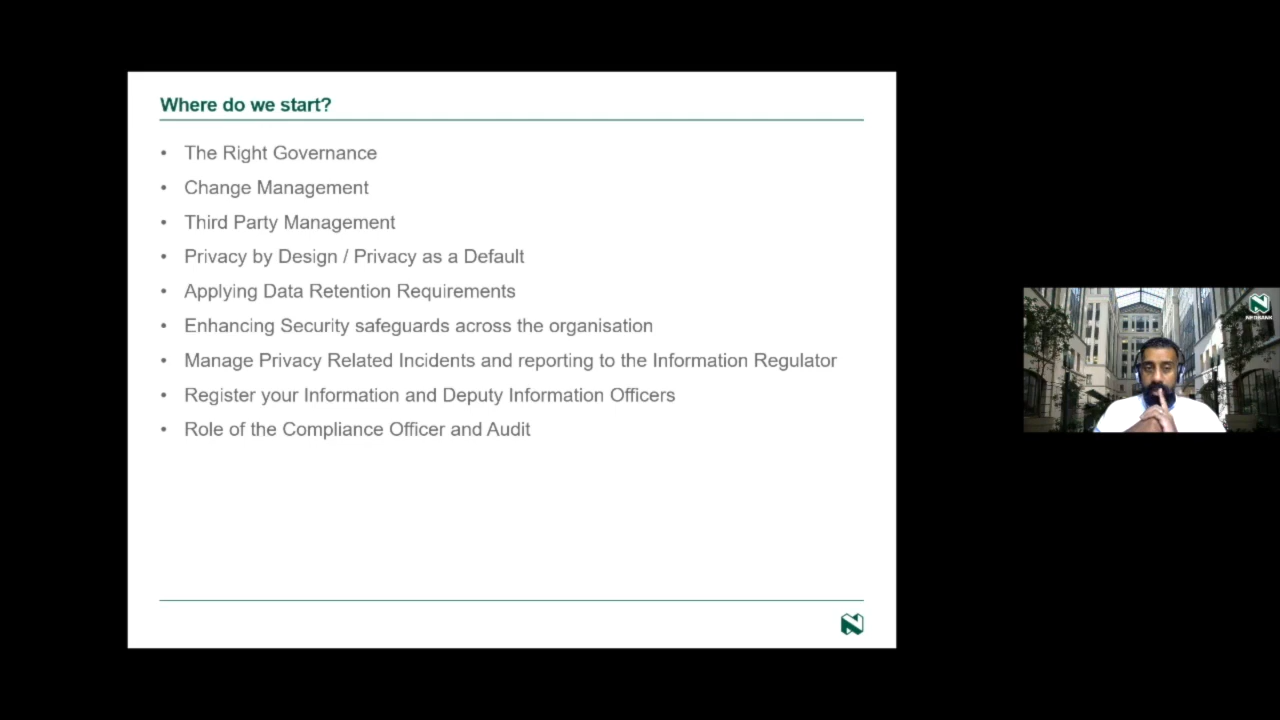 Where do we start?
• The Right Governance
• Change Management
• Third Party Management
• Privacy by Design / Privacy as a Default
• Applying Data Retention Requirements
• Enhancing Security safeguards across the organisation
• Manage Privacy Related Incidents and reporting to the Information Regulator
• Register your Information and Deputy Information Officers
• Role of the Compliance Officer and Audit
NEDBANK